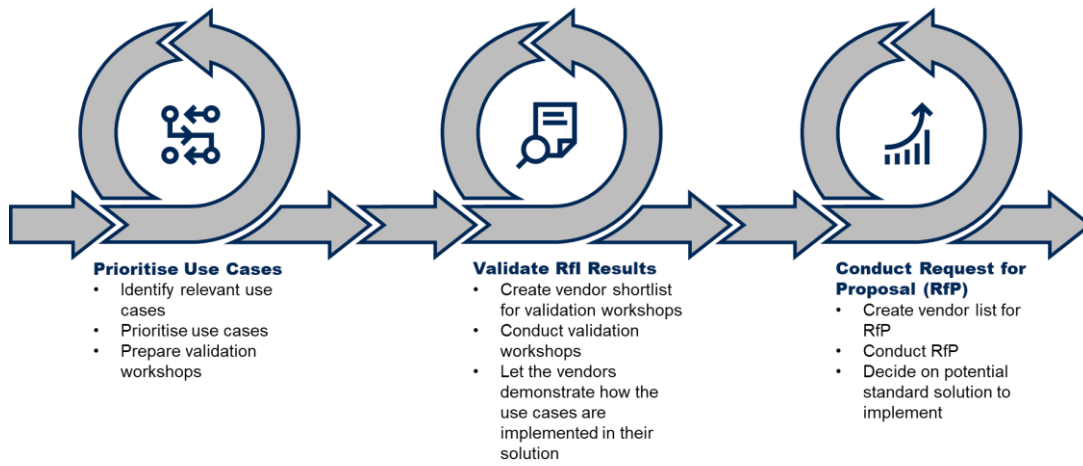 Prioritise Use Cases
• Identify relevant use
cases
• Prioritise use cases
• Prepare validation
workshops
Validate RfI Results
• Create vendor shortlist
for validation workshops
• Conduct validation
workshops
• Let the vendors
demonstrate how the
use cases are
implemented in their
solution
Conduct Request for
Proposal (RfP)
• Create vendor list for
RfP
• Conduct RfP
• Decide on potential
standard solution to
implement